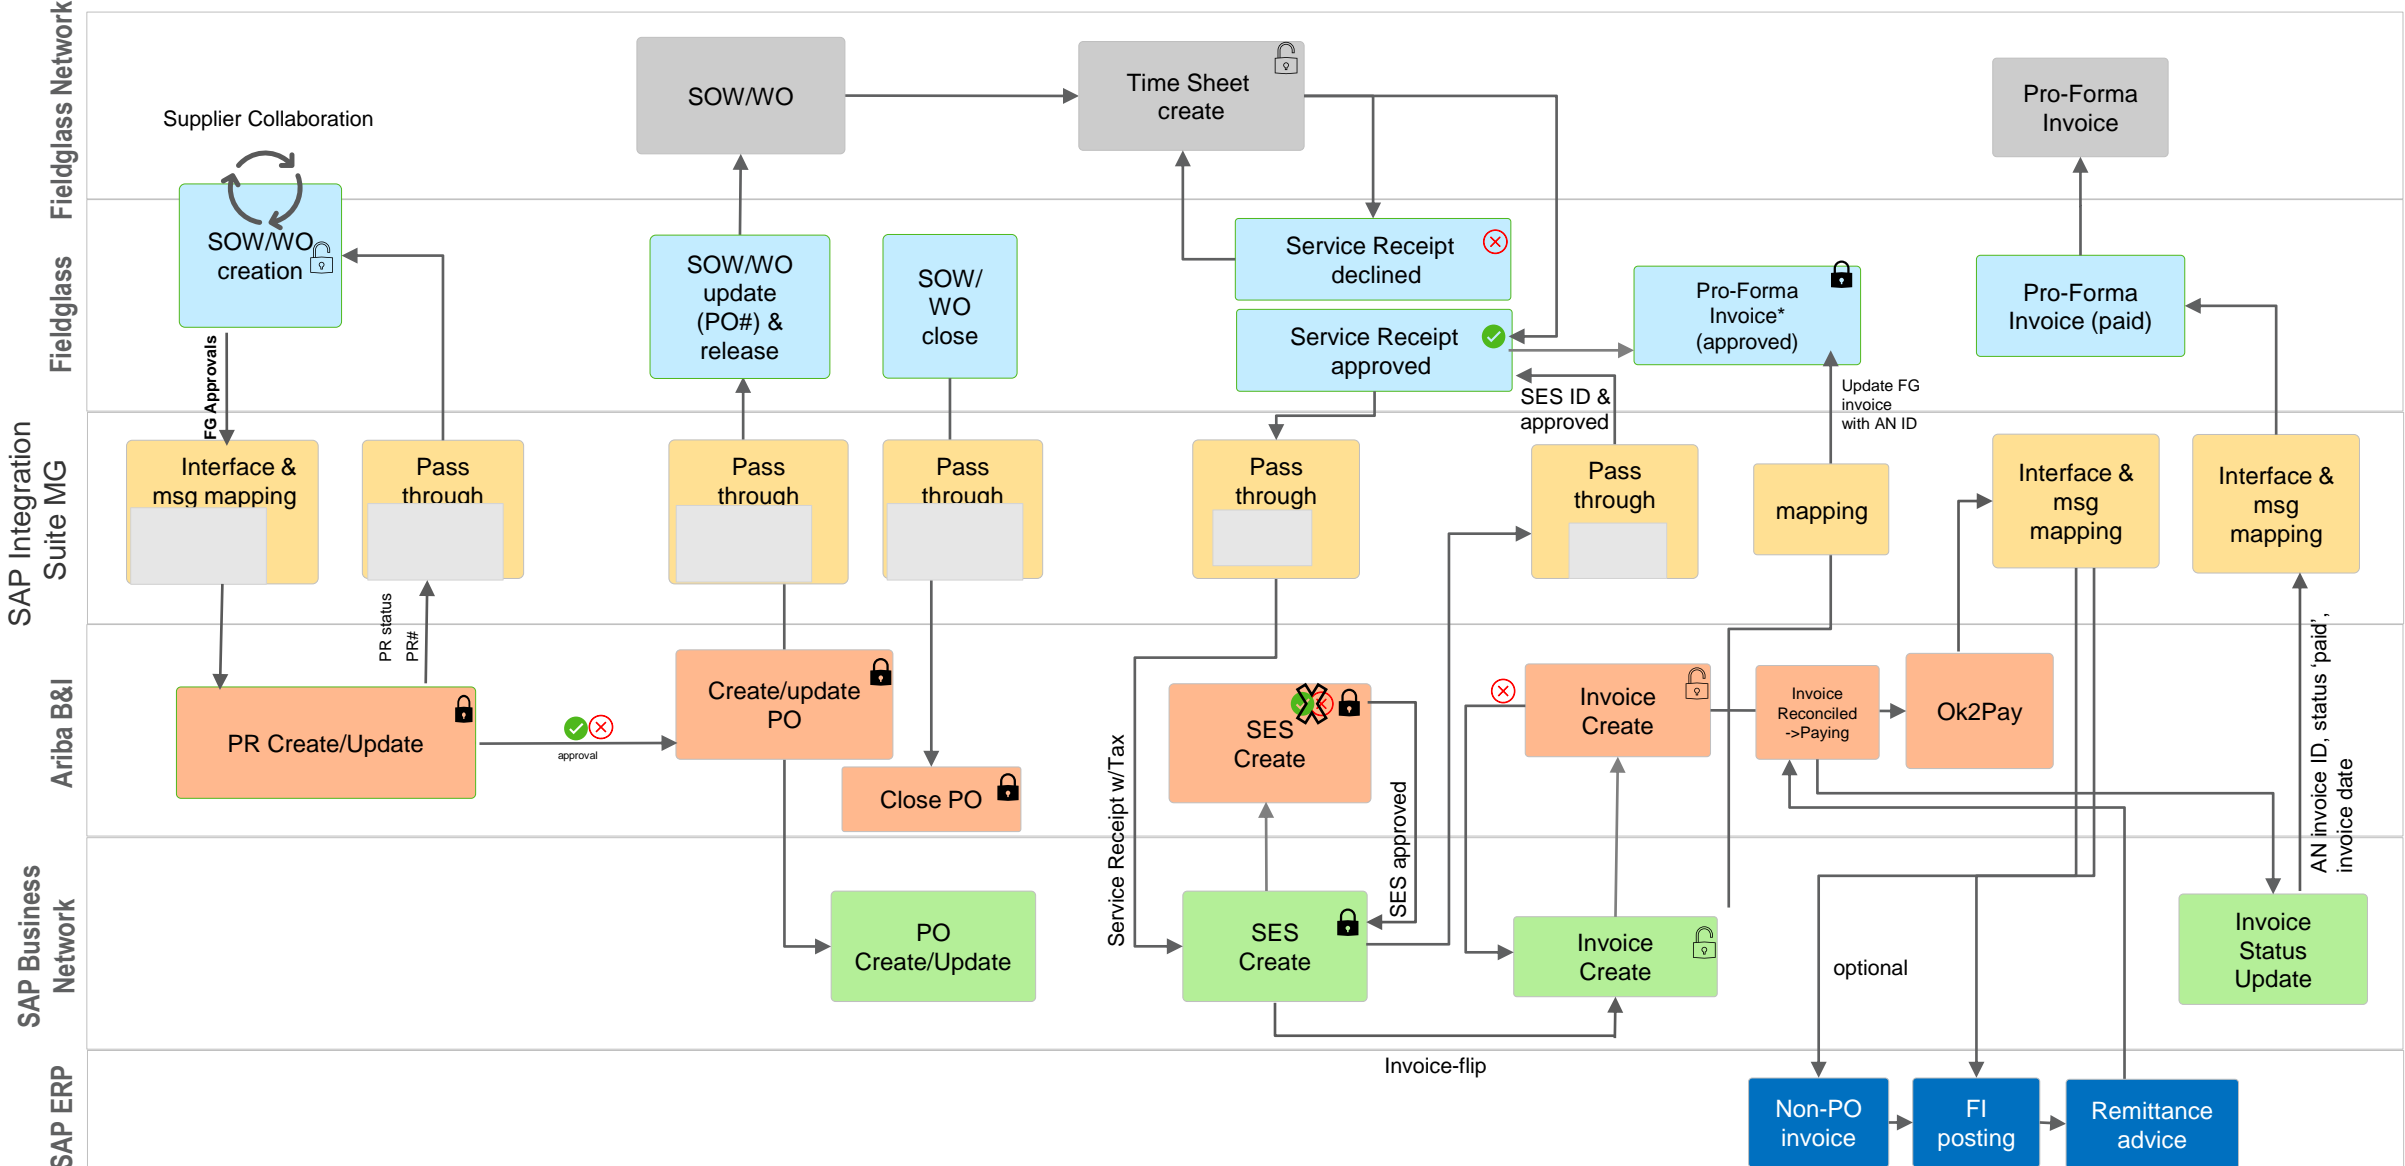 Fieldglass Network
Supplier Collaboration
SOW/WO
Time Sheet
create
Pro-Forma
Invoice
Fieldglass
SOW/WO
creation
FG Approvals
SOW/WO
update
(PO#) &
release
SOW/
WO
close
Service Receipt
declined
Service Receipt
approved
SES ID &
approved
Pro-Forma
Invoice*
(approved)
Update FG
invoice
with AN ID
Pro-Forma
Invoice (paid)
SAP Integration
Suite MG
Interface &
msg mapping
Pass
through
PR status
PR#
Pass
through
Pass
through
Pass
through
Pass
through
mapping
Interface &
msg
mapping
Interface &
msg
mapping
Ariba B&I
PR Create/Update
approval
Create/update
PO
Close PO
Service Receipt w/Tax
SES
Create
SES approved
Invoice
Create
Invoice
Reconciled
->Paying
Ok2Pay
AN invoice ID, status ‘paid’,
invoice date
SAP Business
Network
PO
Create/Update
SES
Create
Invoice
Create
optional
Invoice
Status
Update
Invoice-flip
SAP ERP
Non-PO
invoice
FI
posting
Remittance
advice